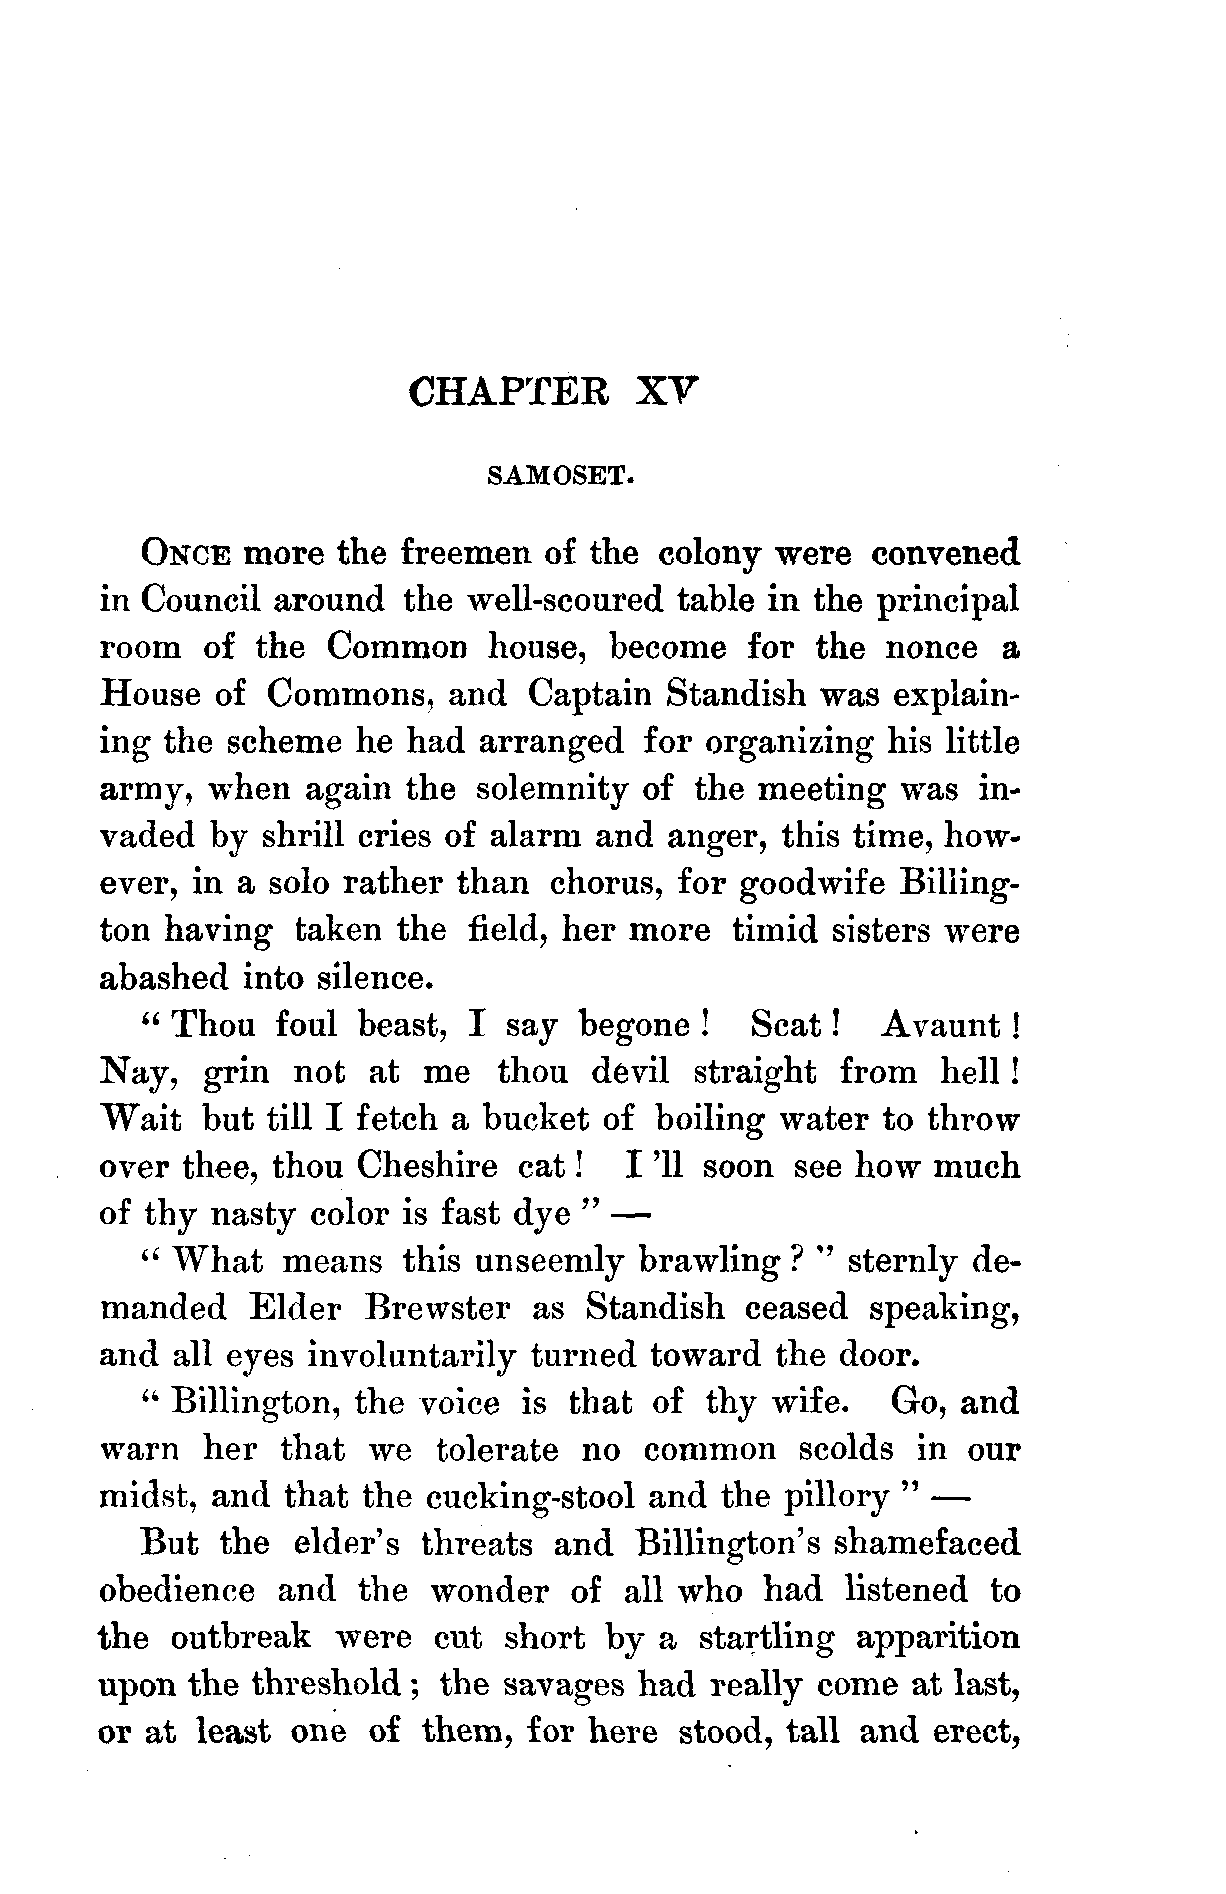 CHAPTER XV
SAMOSET.
ONCE more the freemen of the colony were convened
in Council around the well-scoured table in the principal
room of the Common house, become for the nonce a
House of Commons, and Captain Standish was explain-
ing the scheme he had arranged for organizing his little
army, when again the solemnity of the meeting was in-
vaded by shrill cries of alarm and anger, this time, how-
ever, in a solo rather than chorus, for goodwife Billing-
ton having taken the field, her more timid sisters were
abashed into silence.
“ Thou foul beast, I say begone ! Scat ! Avaunt !
Nay, grin not at me thou devil straight from hell !
Wait but till I fetch a bucket of boiling water to throw
over thee, thou Cheshire cat ! I 'll soon see how much
of thy nasty color is fast dye ” —
“ What means this unseemly brawling ? ” sternly de-
manded Elder Brewster as Standish ceased speaking,
and all eyes involuntarily turned toward the door.
“ Billington, the voice is that of thy wife. Go, and
warn her that we tolerate no common scolds in our
midst, and that the cucking-stool and the pillory ” —
But the elder's threats and Billington's shamefaced
obedience and the wonder of all who had listened to
the outbreak were cut short by a startling apparition
upon the threshold ; the savages had really come at last,
or at least one of them, for here stood, tall and erect,